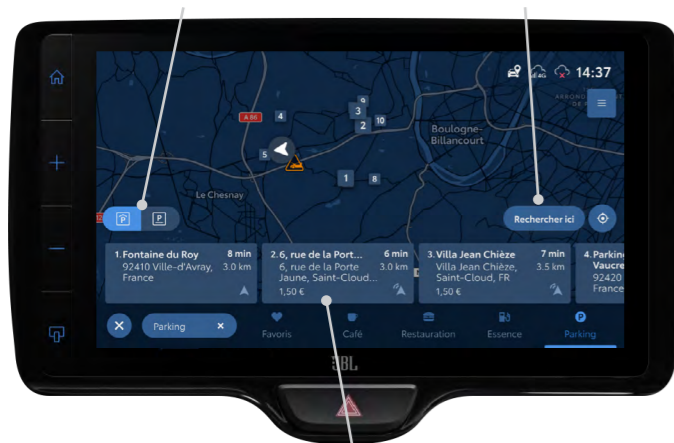 4G 14:37
A 86
4
9
3
2
10
Boulogne-
Billancourt
5
1
8
Le Chesnay
P
P
Rechercher ici
1.Fontaine du Roy 8 min
92410 Ville-d'Avray, 3.0 km
France
2.6, rue de la Port... 6 min
6, rue de la Porte 3.0 km
Jaune, Saint-Cloud...
1,50 €
3.Villa Jean Chièze 7 min
Villa Jean Chièze, 3.5 km
Saint-Cloud, FR
1,50 €
4.Parking
Vaucre
92420
France
Parking
Favoris
Café
Restauration
Essence
P
Parking
JBL